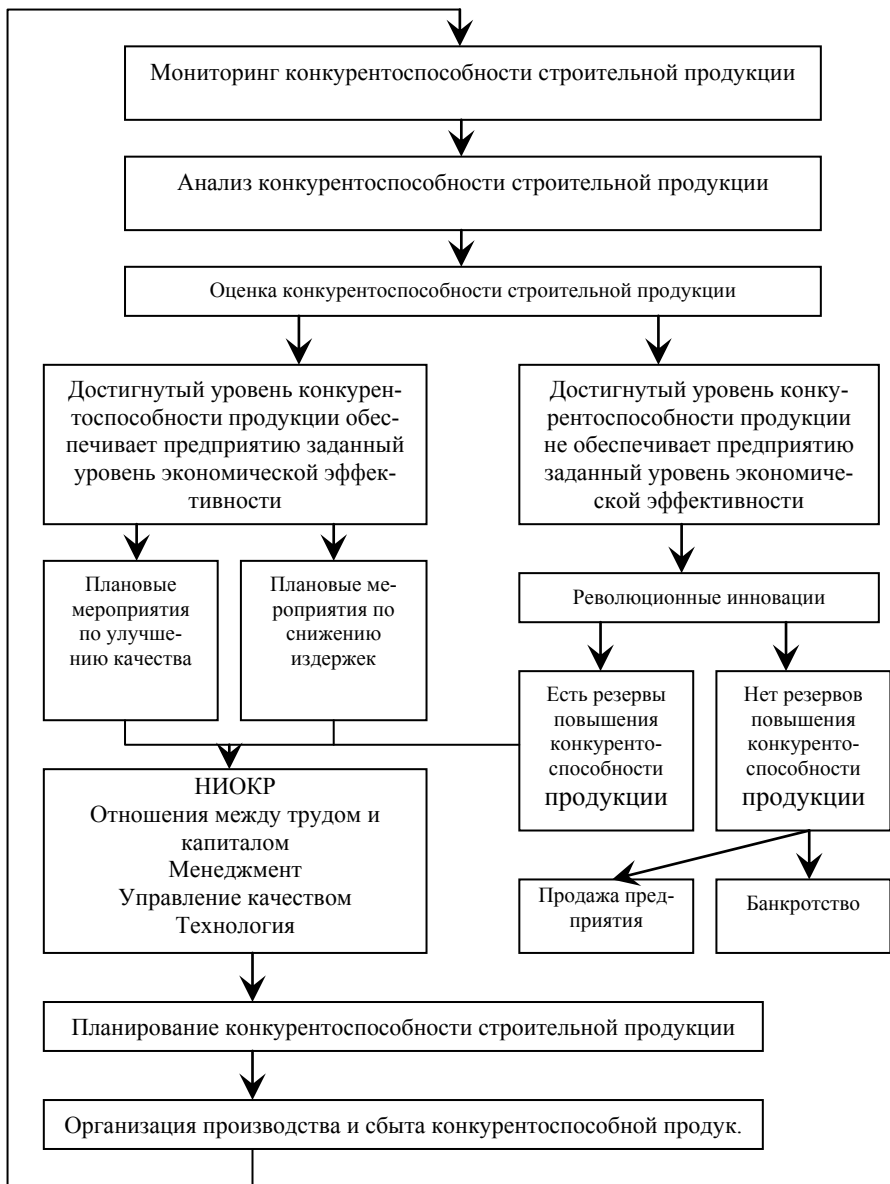 Мониторинг конкурентоспособности строительной продукции
Анализ конкурентоспособности строительной продукции
Оценка конкурентоспособности строительной продукции
Достигнутый уровень конкурен-
тоспособности продукции обес-
печивает предприятию заданный
уровень экономической эффек-
тивности
Достигнутый уровень конку-
рентоспособности продукции
не обеспечивает предприятию
заданный уровень экономиче-
ской эффективности
Плановые
мероприятия
по улучше-
нию качества
Плановые ме-
роприятия по
снижению
издержек
Революционные инновации
Есть резервы
повышения
конкуренто-
способности
продукции
Нет резервов
повышения
конкуренто-
способности
продукции
НИОКР
Отношения между трудом и
капиталом
Менеджмент
Управление качеством
Технология
Продажа пред-
приятия
Банкротство
Планирование конкурентоспособности строительной продукции
Организация производства и сбыта конкурентоспособной продук.